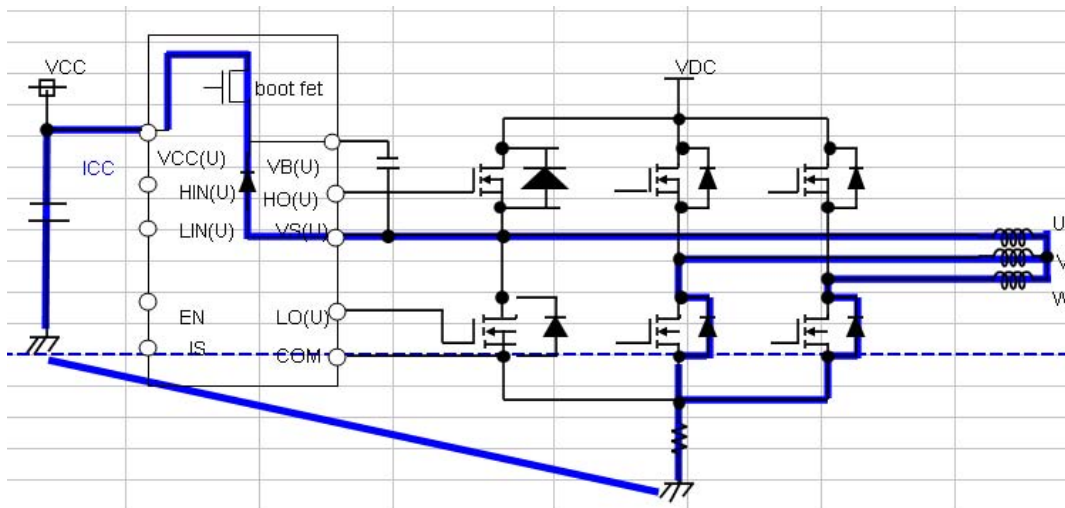 VCC
VDC
boot fet
ICC
VCC(U)
VB(U)
HIN(U)
HO(U)
LIN(U)
VS(U)
U
V
W
EN
LO(U)
IS
COM